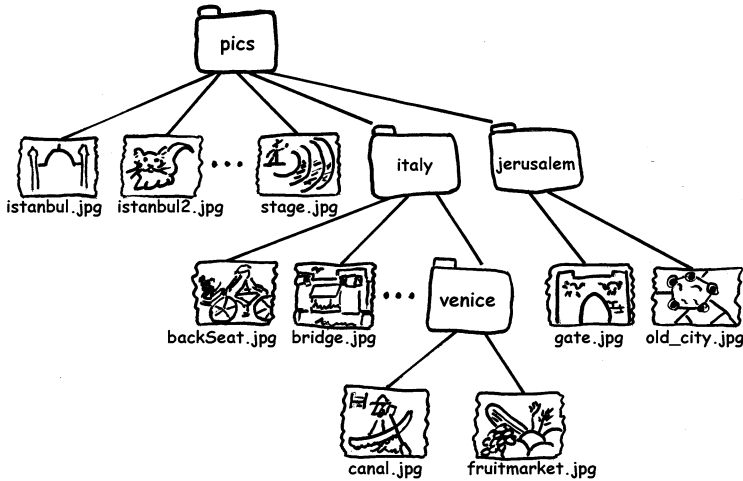 pics
istanbul.jpg
istanbul2.jpg
stage.jpg
italy
jerusalem
backSeat.jpg
bridge.jpg
venice
gate.jpg
old_city.jpg
canal.jpg
fruitmarket.jpg